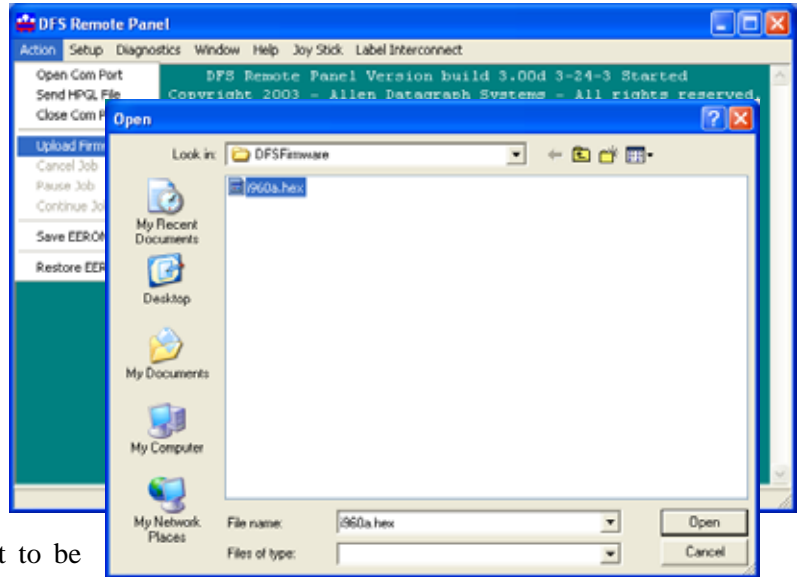 DFS Remote Panel
Action Setup Diagnostics Window Help Joy Stick Label Interconnect
Open Com Port
Send HPGL File
Close Com P
Upload Firmw
Cancel Job
Pause Job
Continue Jo
Save EEROM
Restore EER
DFS Remote Panel Version build 3.00d 3-24-3 Started
Copyright 2003 - Allen Datagraph Systems - All rights reserved.
Open
Look in: DFSFirmware
i960a.hex
My Recent
Documents
Desktop
My Documents
My Computer
My Network
Places
File name: i960a.hex Open
Files of type: Cancel
t to be